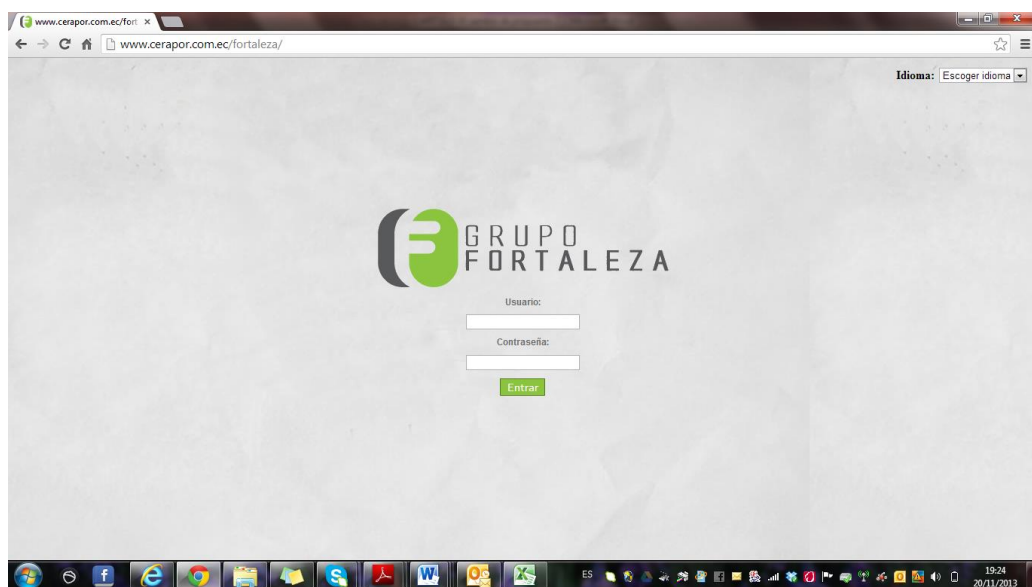 www.cerapor.com.ec/fort
www.cerapor.com.ec/fortaleza/
Idioma: Escoger idioma
GRUPO
FORTALEZA
Usuario:
Contraseña:
Entrar
ES
19:24
20/11/2013